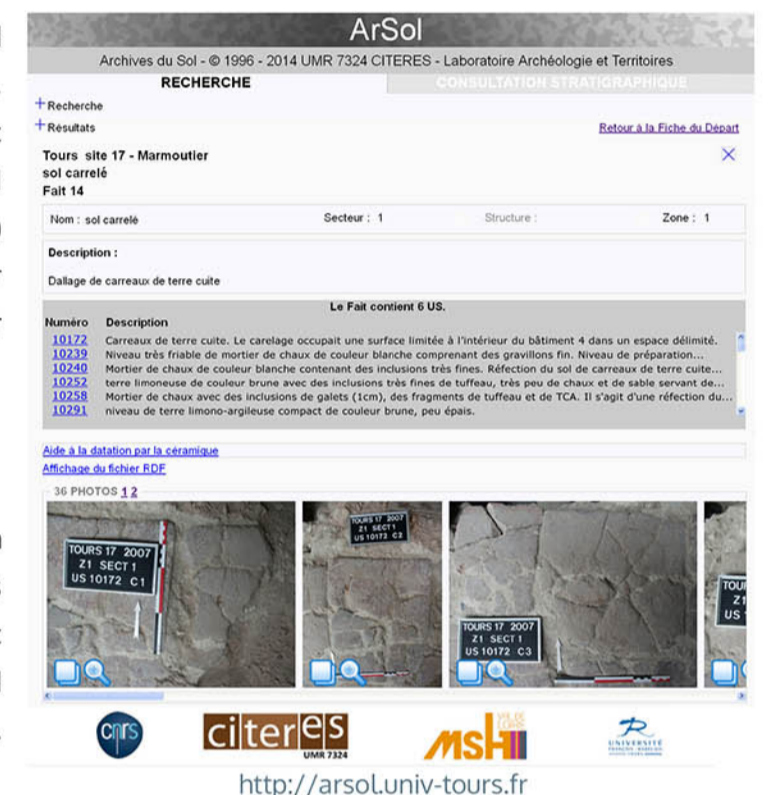 ArSol
Archives du Sol - © 1996 - 2014 UMR 7324 CITERES - Laboratoire Archéologie et Territoires
RECHERCHE CONSULTATION STRATIGRAPHIQUE
+Recherche
+Résultats Retour à la Fiche du Départ
Tours site 17 - Marmoutier
sol carrelé
Fait 14
Nom : sol carrelé Secteur : 1 Structure : Zone : 1
Description :
Dallage de carreaux de terre cuite
Le Fait contient 6 US.
Numéro Description
10172 Carreaux de terre cuite. Le carelage occupait une surface limitée à l'intérieur du bâtiment 4 dans un espace délimité.
10239 Niveau très friable de mortier de chaux de couleur blanche comprenant des gravillons fin. Niveau de préparation...
10240 Mortier de chaux de couleur blanche contenant des inclusions très fines. Réfection du sol de carreaux de terre cuite...
10252 terre limoneuse de couleur brune avec des inclusions très fines de tuffeau, très peu de chaux et de sable servant de...
10258 Mortier de chaux avec des inclusions de galets (1cm), des fragments de tuffeau et de TCA. Il s'agit d'une réfection du...
10291 niveau de terre limono-argileuse compact de couleur brune, peu épais.
Aide à la datation par la céramique
Affichage du fichier RDF
36 PHOTOS 1 2
TOURS 17 2007
Z1 SECT 1
US 10172 C1
TOURS 17 2007
Z1 SECT 1
US 10172 C2
TOURS 17 2007
Z1 SECT 1
US 10172 C3
TOU
Z1
US
cnrs
citeres
UMR 7324
VAL DE LOIRE
MSH
UNIVERSITÉ
http://arsol.univ-tours.fr